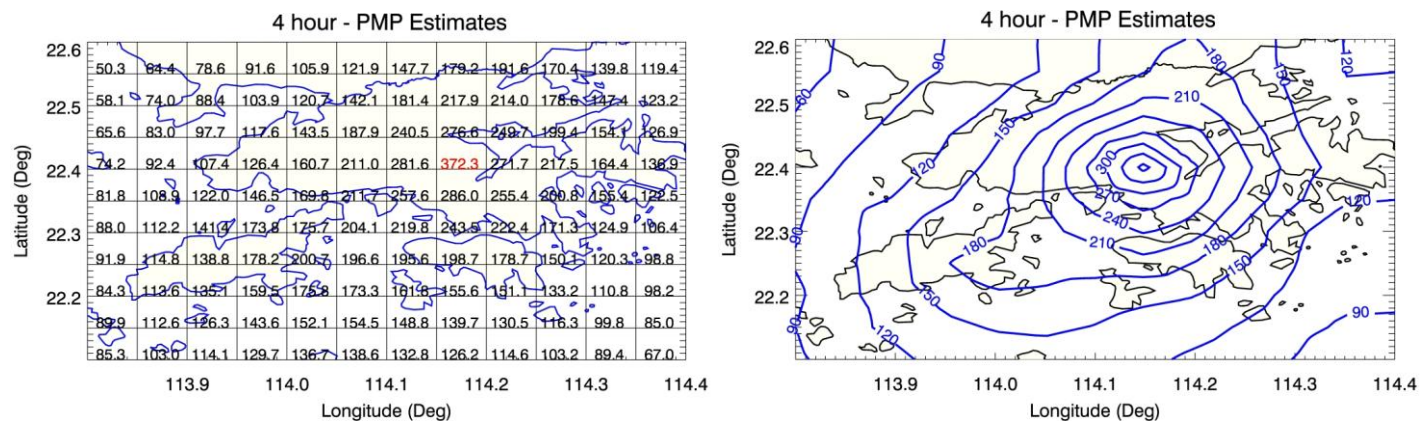 4 hour - PMP Estimates
22.6
50.3 64.4 78.6 91.6 105.9 121.9 147.7 179.2 191.6 170.4 139.8 119.4
22.5
58.1 74.0 88.4 103.9 120.7 142.1 181.4 217.9 214.0 178.6 147.4 123.2
65.6 83.0 97.7 117.6 143.5 187.9 240.5 276.6 249.7 199.4 154.1 126.9
22.4
74.2 92.4 107.4 126.4 160.7 211.0 281.6 372.3 271.7 217.5 164.4 136.9
81.8 108.9 122.0 146.5 169.8 211.7 257.6 286.0 255.4 200.8 155.4 122.5
22.3
88.0 112.2 141.4 173.8 175.7 204.1 219.8 243.5 222.4 171.3 124.9 106.4
91.9 114.8 138.8 178.2 200.7 196.6 195.6 198.7 178.7 150.1 120.3 98.8
22.2
84.3 113.6 135.1 159.5 175.8 173.3 155.6 151.1 133.2 110.8 98.2
89.9 112.6 126.3 143.6 152.1 154.5 148.8 139.7 130.5 116.3 99.8 85.0
85.3 103.0 114.1 129.7 136.7 138.6 132.8 126.2 114.6 103.2 89.4 67.0
113.9 114.0 114.1 114.2 114.3 114.4
Longitude (Deg)
Latitude (Deg)
4 hour - PMP Estimates
22.6
90 180 150 120
22.5
60 210
150
22.4
120 300
270
120
22.3
90 240
180 210 180
150
22.2
150
90 120 90
113.9 114.0 114.1 114.2 114.3 114.4
Longitude (Deg)
Latitude (Deg)